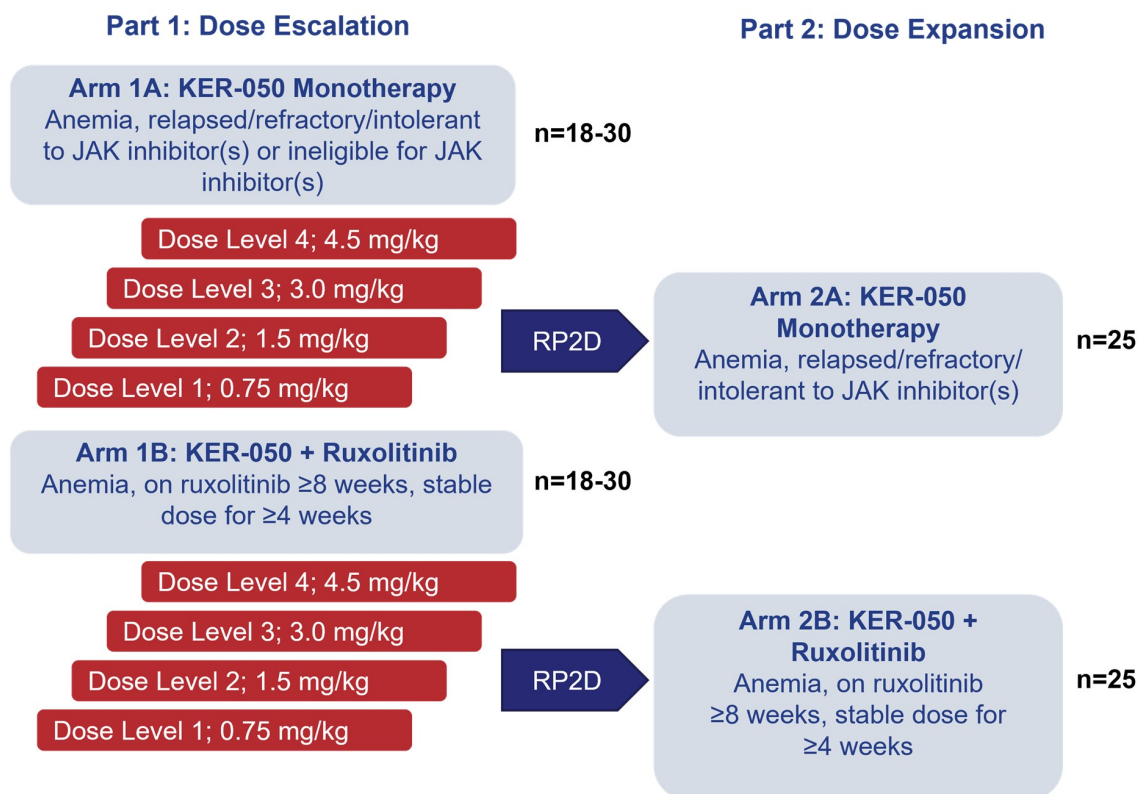 Part 1: Dose Escalation
Arm 1A: KER-050 Monotherapy
Anemia, relapsed/refractory/intolerant
to JAK inhibitor(s) or ineligible for JAK
inhibitor(s)
n=18-30
Dose Level 4; 4.5 mg/kg
Dose Level 3; 3.0 mg/kg
Dose Level 2; 1.5 mg/kg
Dose Level 1; 0.75 mg/kg
RP2D
Arm 1B: KER-050 + Ruxolitinib
Anemia, on ruxolitinib ≥8 weeks, stable
dose for ≥4 weeks
n=18-30
Dose Level 4; 4.5 mg/kg
Dose Level 3; 3.0 mg/kg
Dose Level 2; 1.5 mg/kg
Dose Level 1; 0.75 mg/kg
RP2D
Part 2: Dose Expansion
Arm 2A: KER-050
Monotherapy
Anemia, relapsed/refractory/
intolerant to JAK inhibitor(s)
n=25
Arm 2B: KER-050 +
Ruxolitinib
Anemia, on ruxolitinib
≥8 weeks, stable dose for
≥4 weeks
n=25